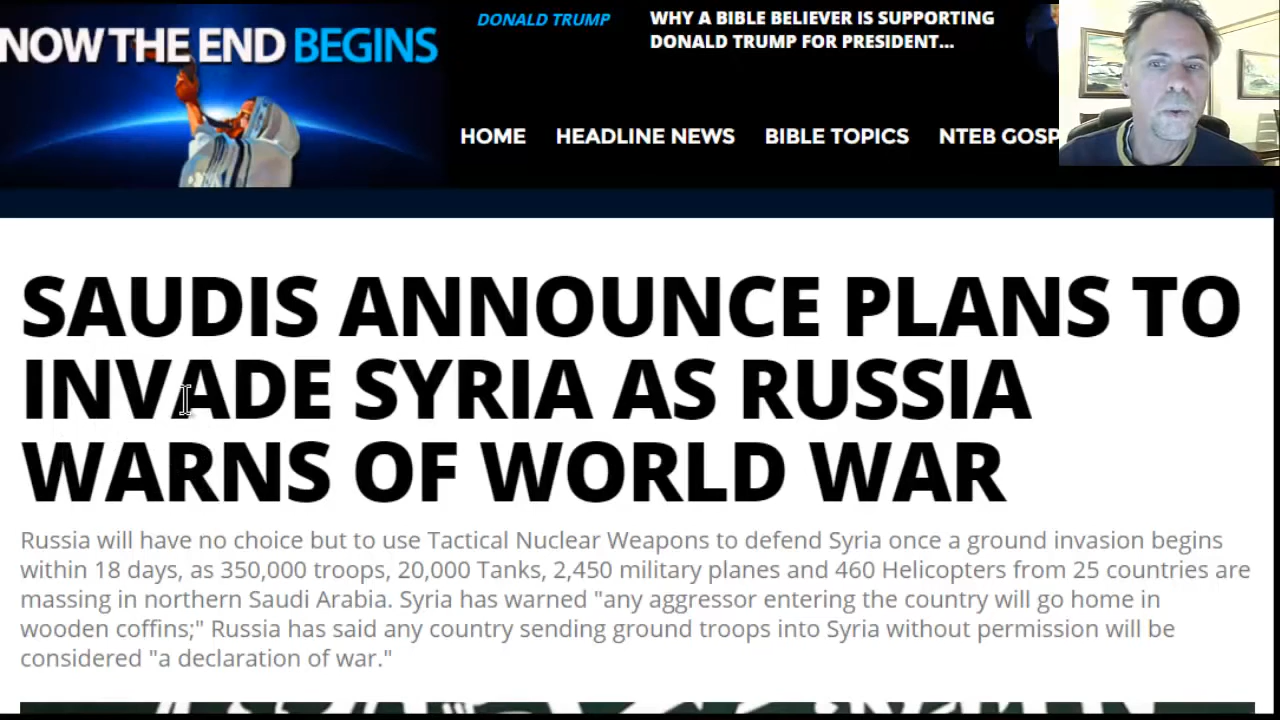 NOW THE END BEGINS
DONALD TRUMP
WHY A BIBLE BELIEVER IS SUPPORTING
DONALD TRUMP FOR PRESIDENT...
HOME HEADLINE NEWS BIBLE TOPICS NTEB GOSP
SAUDIS ANNOUNCE PLANS TO
INVADE SYRIA AS RUSSIA
WARNS OF WORLD WAR
Russia will have no choice but to use Tactical Nuclear Weapons to defend Syria once a ground invasion begins
within 18 days, as 350,000 troops, 20,000 Tanks, 2,450 military planes and 460 Helicopters from 25 countries are
massing in northern Saudi Arabia. Syria has warned "any aggressor entering the country will go home in
wooden coffins;" Russia has said any country sending ground troops into Syria without permission will be
considered "a declaration of war."